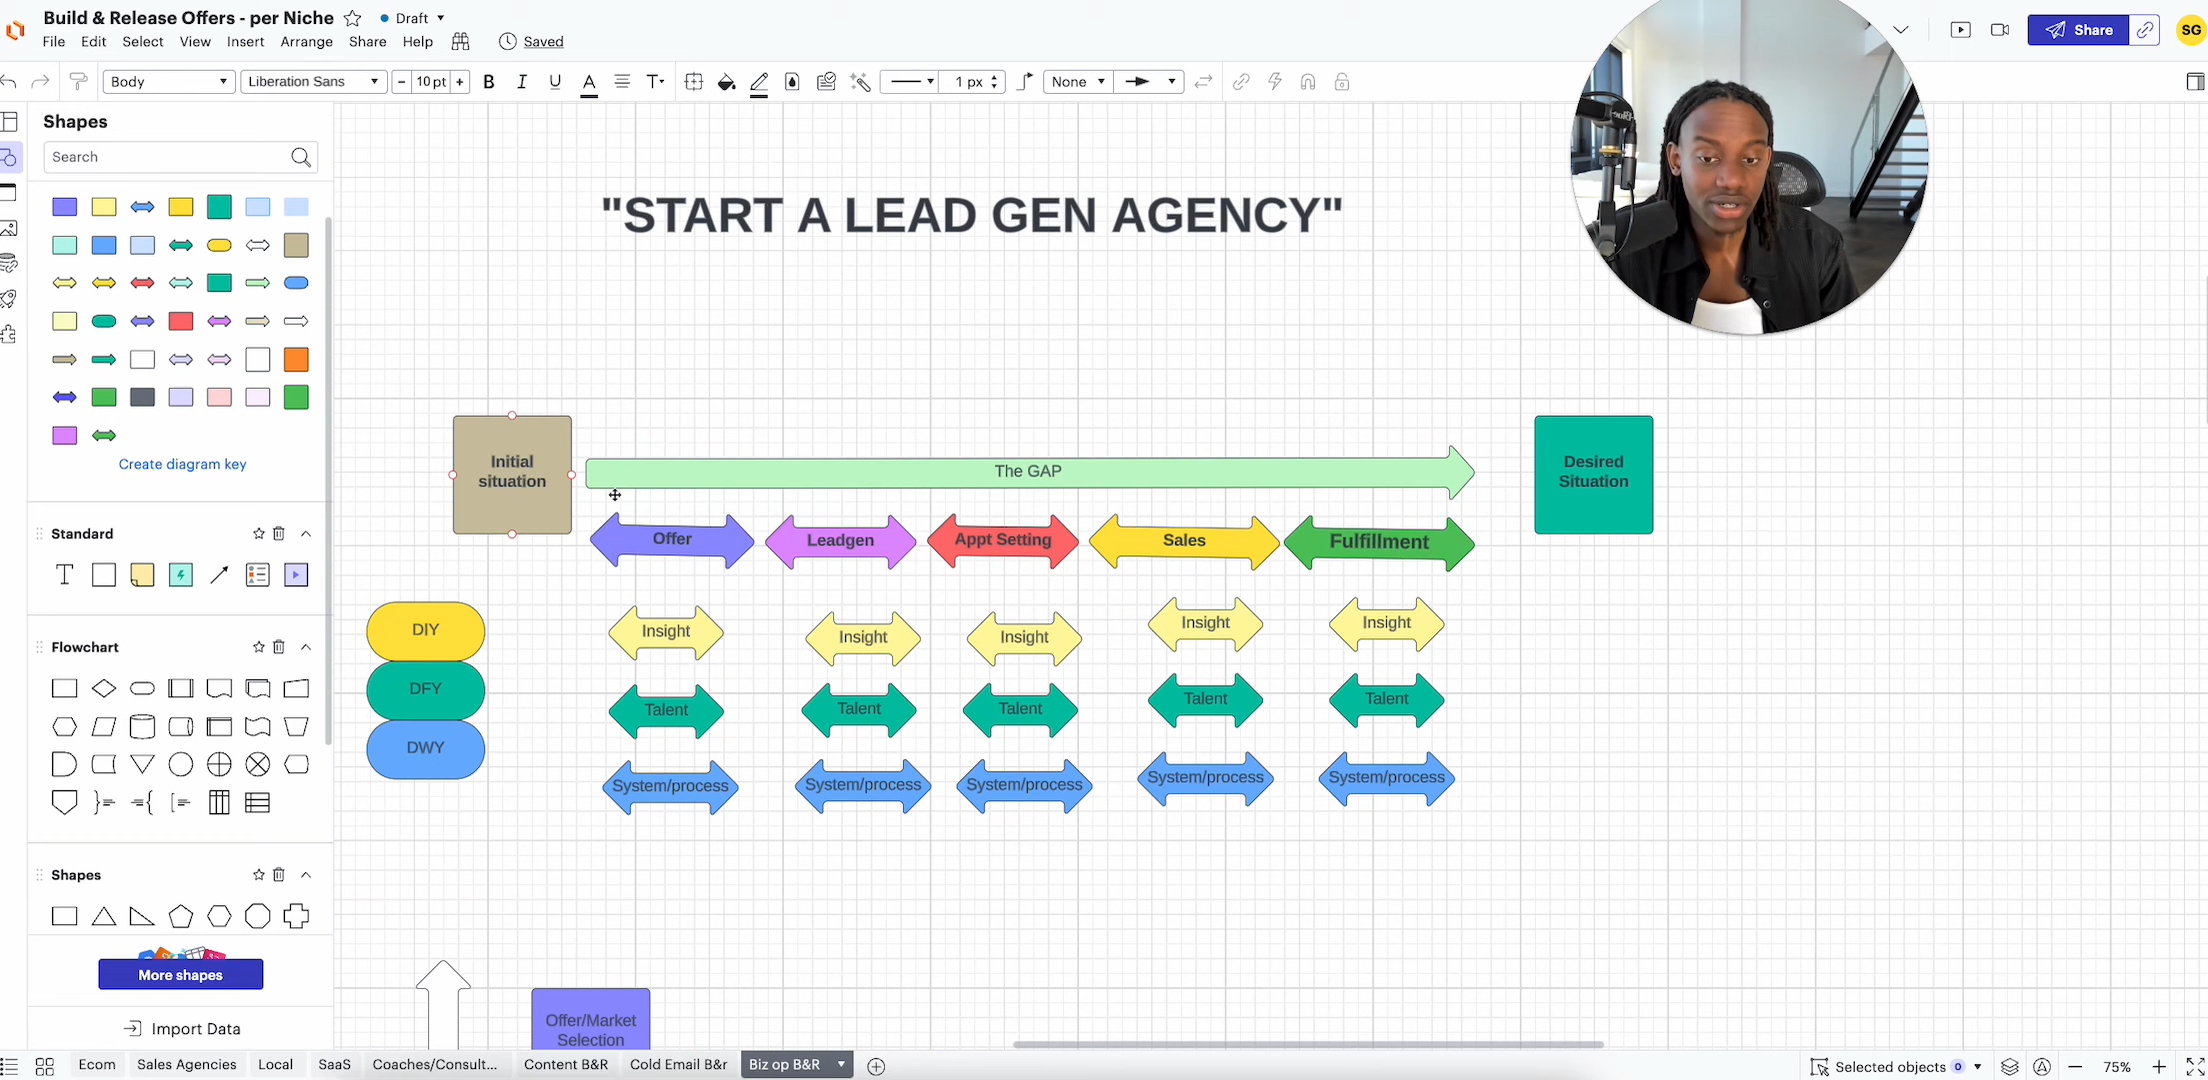 Build & Release Offers - per Niche
Draft
File Edit Select View Insert Arrange Share Help Saved
Share
SG
Body Liberation Sans 10 pt B I U A T 1 px None
Shapes
Search
"START A LEAD GEN AGENCY"
Create diagram key
Initial
situation
The GAP
Desired
Situation
Offer Leadgen Appt Setting Sales Fulfillment
Standard
T
DIY
Insight Insight Insight Insight Insight
Flowchart
DFY
Talent Talent Talent Talent Talent
DWY
System/process System/process System/process System/process System/process
Shapes
More shapes
Offer/Market
Selection
Import Data
Ecom Sales Agencies Local SaaS Coaches/Consult... Content B&R Cold Email B&r Biz op B&R
Selected objects 0 75%